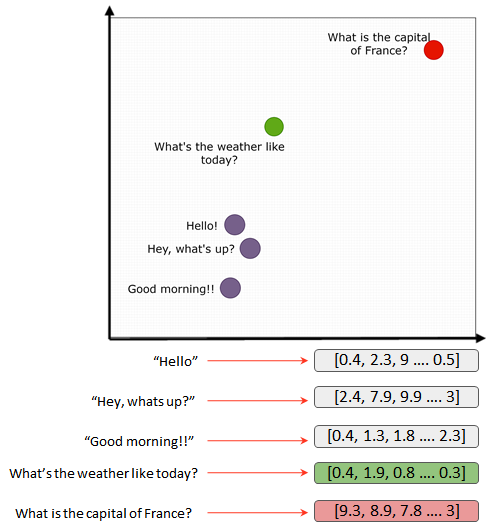 What is the capital
of France?
What's the weather like
today?
Hello!
Hey, what's up?
Good morning!!
“Hello” [0.4, 2.3, 9 .... 0.5]
“Hey, whats up?” [2.4, 7.9, 9.9 .... 3]
“Good morning!!” [0.4, 1.3, 1.8 .... 2.3]
What’s the weather like today? [0.4, 1.9, 0.8 .... 0.3]
What is the capital of France? [9.3, 8.9, 7.8 .... 3]